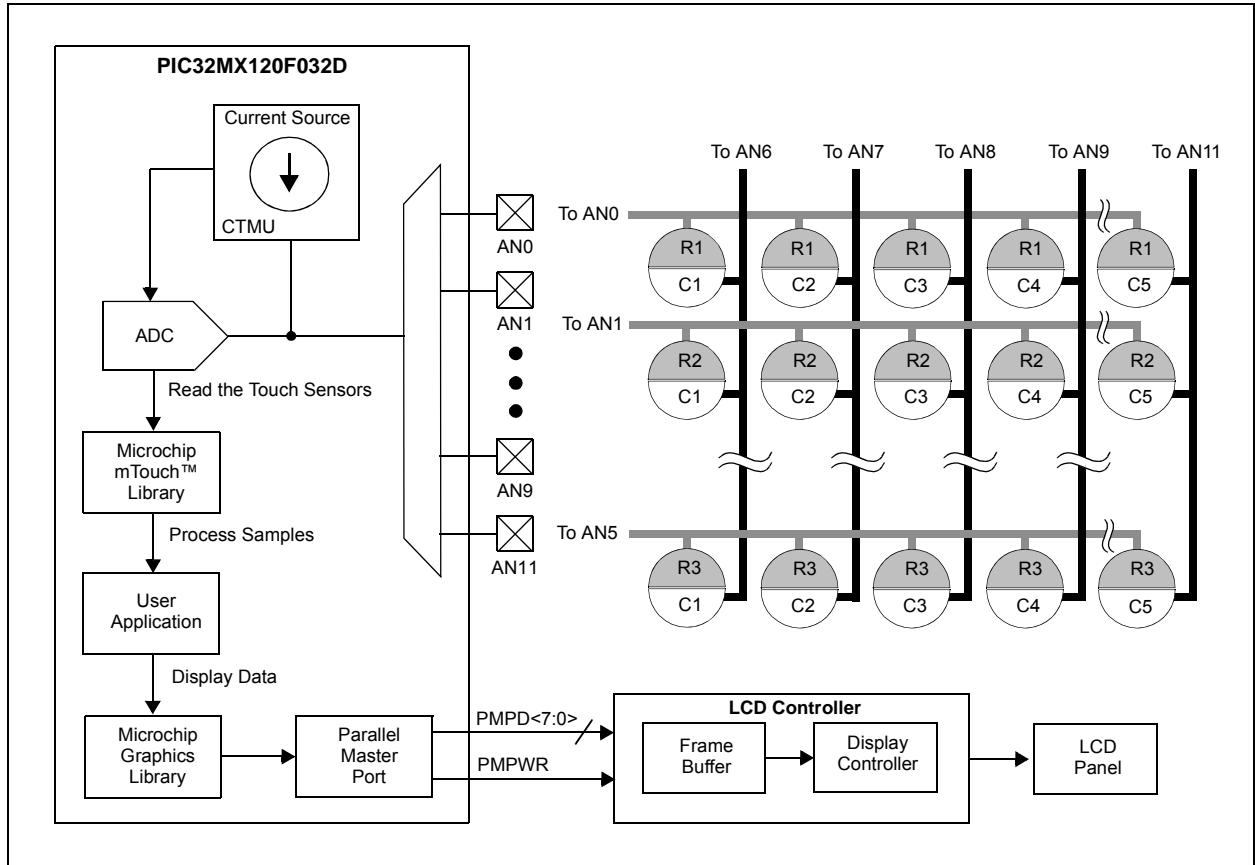 PIC32MX120F032D
Current Source
CTMU
ADC
Read the Touch Sensors
Microchip
mTouch™
Library
Process Samples
User
Application
Display Data
Microchip
Graphics
Library
Parallel
Master
Port
AN0
AN1
AN9
AN11
To AN6
To AN7
To AN8
To AN9
To AN11
To AN0
R1
R1
R1
R1
R1
C1
C2
C3
C4
C5
To AN1
R2
R2
R2
R2
R2
C1
C2
C3
C4
C5
To AN5
R3
R3
R3
R3
R3
C1
C2
C3
C4
C5
PMPD<7:0>
PMPWR
LCD Controller
Frame
Buffer
Display
Controller
LCD
Panel